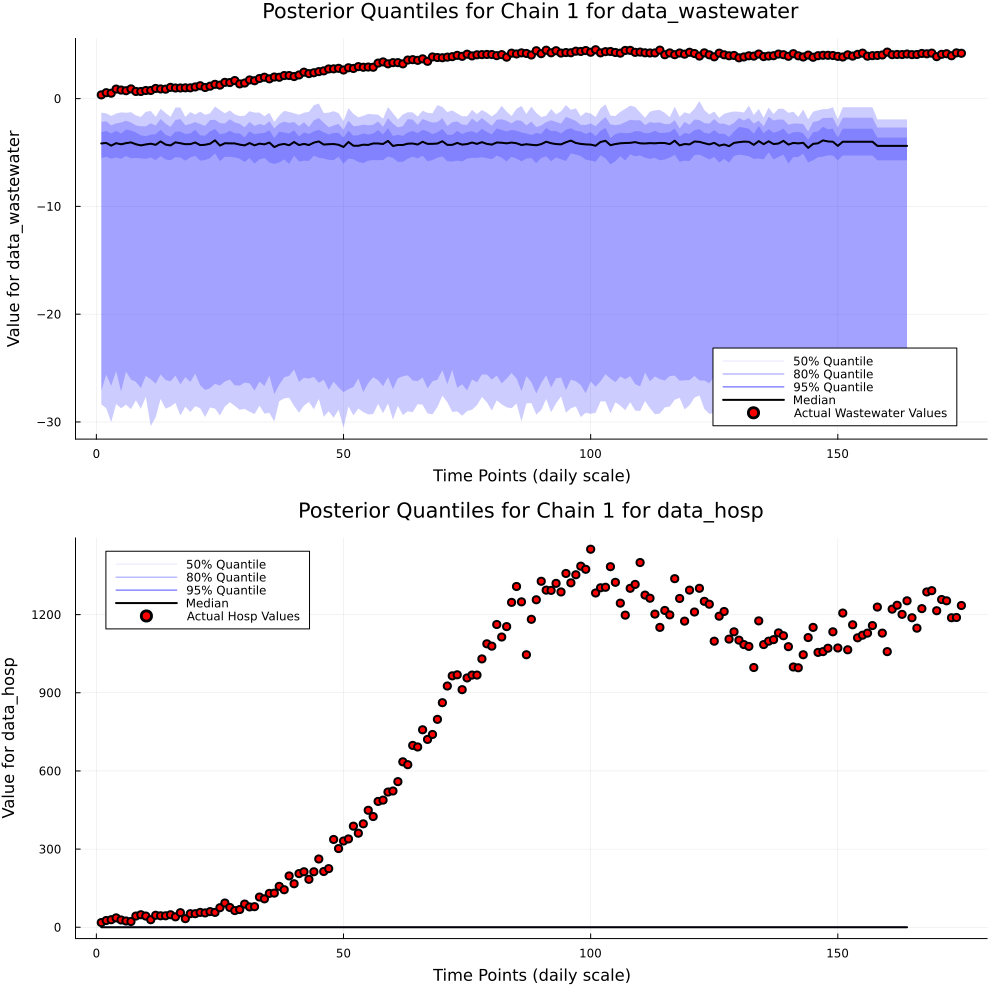 Posterior Quantiles for Chain 1 for data_wastewater
Value for data_wastewater
0
−10
−20
−30
50% Quantile
80% Quantile
95% Quantile
Median
Actual Wastewater Values
0
50
100
150
Time Points (daily scale)
Posterior Quantiles for Chain 1 for data_hosp
Value for data_hosp
1200
900
600
300
0
50% Quantile
80% Quantile
95% Quantile
Median
Actual Hosp Values
0
50
100
150
Time Points (daily scale)